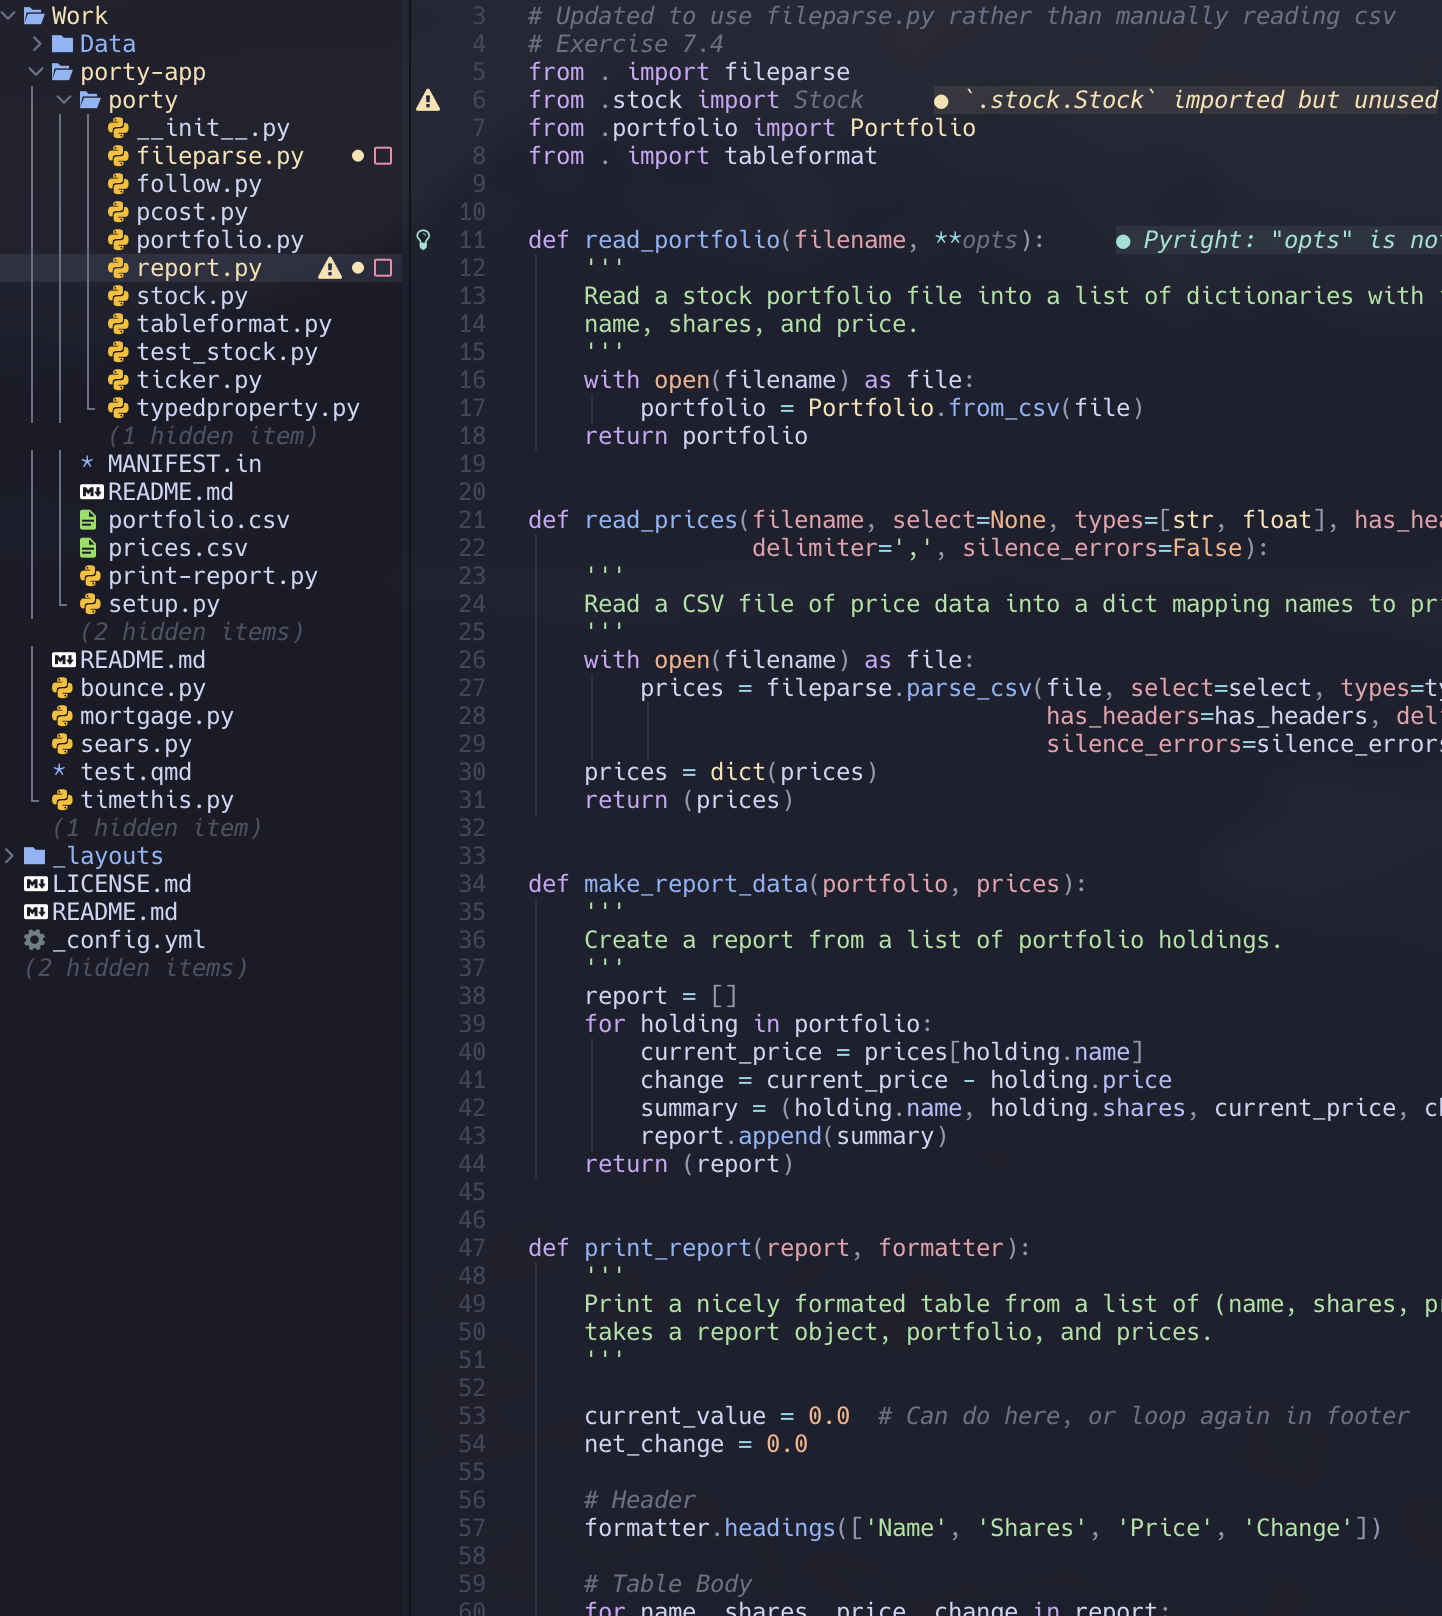 Work
Data
porty-app
porty
__init__.py
fileparse.py
follow.py
pcost.py
portfolio.py
report.py
stock.py
tableformat.py
test_stock.py
ticker.py
typedproperty.py
(1 hidden item)
* MANIFEST.in
README.md
portfolio.csv
prices.csv
print-report.py
setup.py
(2 hidden items)
README.md
bounce.py
mortgage.py
sears.py
* test.qmd
timethis.py
(1 hidden item)
_layouts
LICENSE.md
README.md
_config.yml
(2 hidden items)
3 # Updated to use fileparse.py rather than manually reading csv
4 # Exercise 7.4
5 from . import fileparse
6 from .stock import Stock ● `.stock.Stock` imported but unused
7 from .portfolio import Portfolio
8 from . import tableformat
9
10
11 def read_portfolio(filename, **opts): ● Pyright: "opts" is no
12 '''
13 Read a stock portfolio file into a list of dictionaries with
14 name, shares, and price.
15 '''
16 with open(filename) as file:
17 portfolio = Portfolio.from_csv(file)
18 return portfolio
19
20
21 def read_prices(filename, select=None, types=[str, float], has_hea
22 delimiter=',', silence_errors=False):
23 '''
24 Read a CSV file of price data into a dict mapping names to pr
25 '''
26 with open(filename) as file:
27 prices = fileparse.parse_csv(file, select=select, types=ty
28 has_headers=has_headers, del
29 silence_errors=silence_errors
30 prices = dict(prices)
31 return (prices)
32
33
34 def make_report_data(portfolio, prices):
35 '''
36 Create a report from a list of portfolio holdings.
37 '''
38 report = []
39 for holding in portfolio:
40 current_price = prices[holding.name]
41 change = current_price - holding.price
42 summary = (holding.name, holding.shares, current_price, c
43 report.append(summary)
44 return (report)
45
46
47 def print_report(report, formatter):
48 '''
49 Print a nicely formated table from a list of (name, shares, pr
50 takes a report object, portfolio, and prices.
51 '''
52
53 current_value = 0.0 # Can do here, or loop again in footer
54 net_change = 0.0
55
56 # Header
57 formatter.headings(['Name', 'Shares', 'Price', 'Change'])
58
59 # Table Body
60 for name, shares, price, change in report: